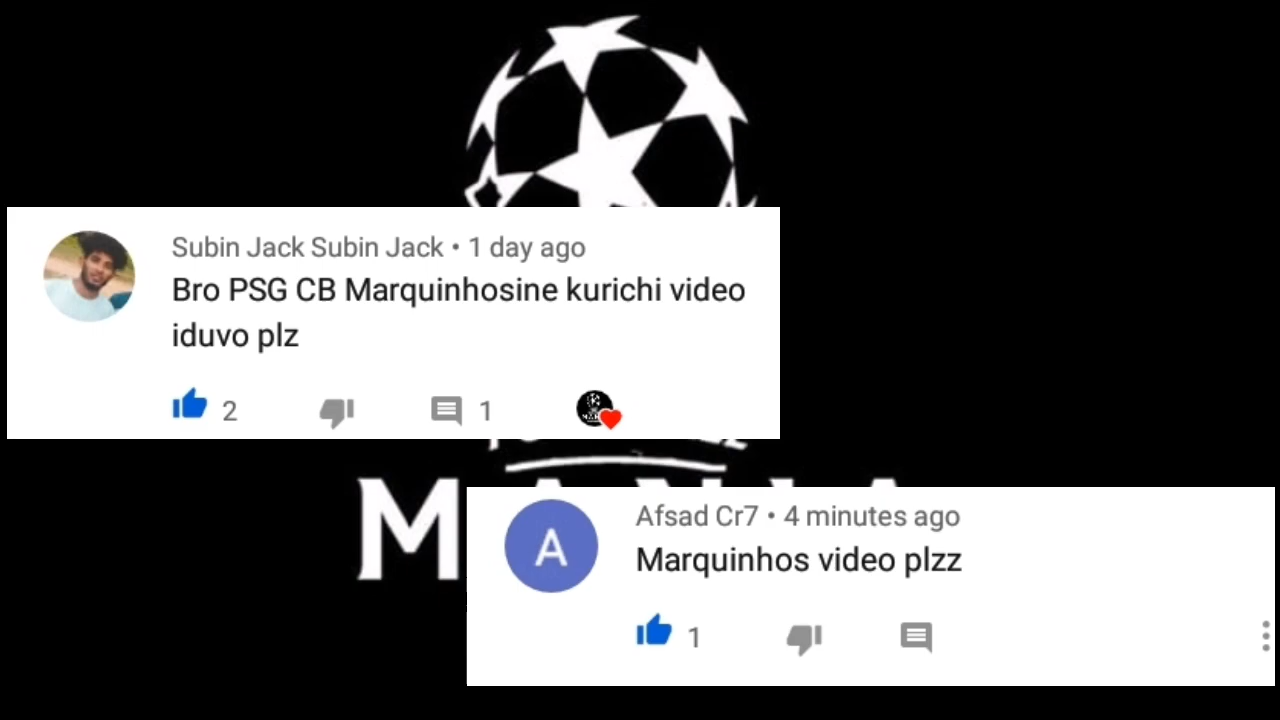 Subin Jack Subin Jack • 1 day ago
Bro PSG CB Marquinhosine kurichi video
iduvo plz
2
1
M
A
Afsad Cr7 • 4 minutes ago
Marquinhos video plzz
1